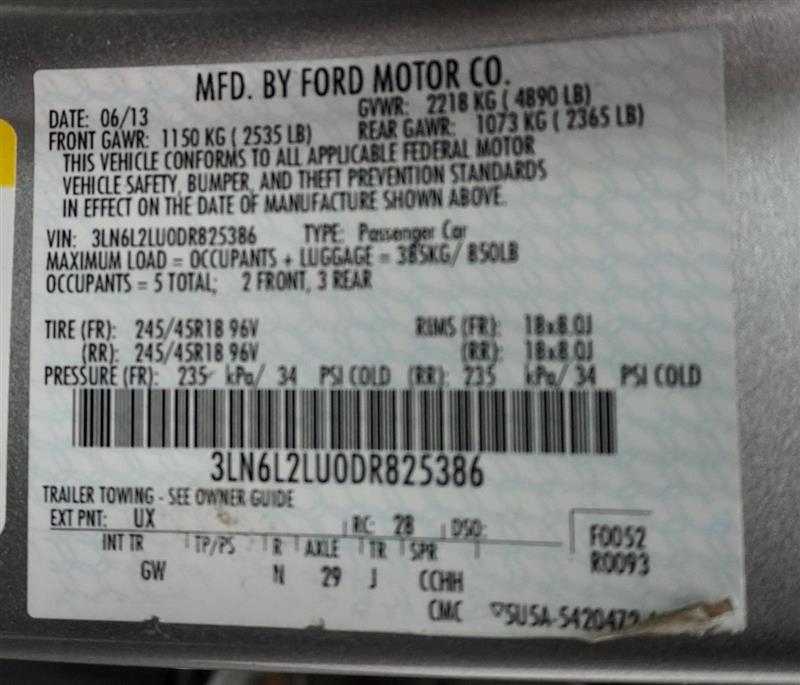 MFD. BY FORD MOTOR CO.
DATE: 06/13 GVWR: 2218 KG ( 4890 LB)
FRONT GAWR: 1150 KG ( 2535 LB) REAR GAWR: 1073 KG ( 2365 LB)
THIS VEHICLE CONFORMS TO ALL APPLICABLE FEDERAL MOTOR
VEHICLE SAFETY, BUMPER, AND THEFT PREVENTION STANDARDS
IN EFFECT ON THE DATE OF MANUFACTURE SHOWN ABOVE.
VIN: 3LN6L2LU0DR825386 TYPE: Passenger Car
MAXIMUM LOAD = OCCUPANTS + LUGGAGE = 385KG/ 850LB
OCCUPANTS = 5 TOTAL; 2 FRONT, 3 REAR
TIRE (FR): 245/45R18 96V RIMS (FR): 18x8.0J
(RR): 245/45R18 96V (RR): 18x8.0J
PRESSURE (FR): 235 kPa/ 34 PSI COLD (RR): 235 kPa/ 34 PSI COLD
3LN6L2LU0DR825386
TRAILER TOWING - SEE OWNER GUIDE
EXT PNT: UX RC: 28 DSO:
F0052
INT TR TP/PS R AXLE TR SPR
R0093
GW N 29 J CCHH
CMC ▽5U5A-5420472